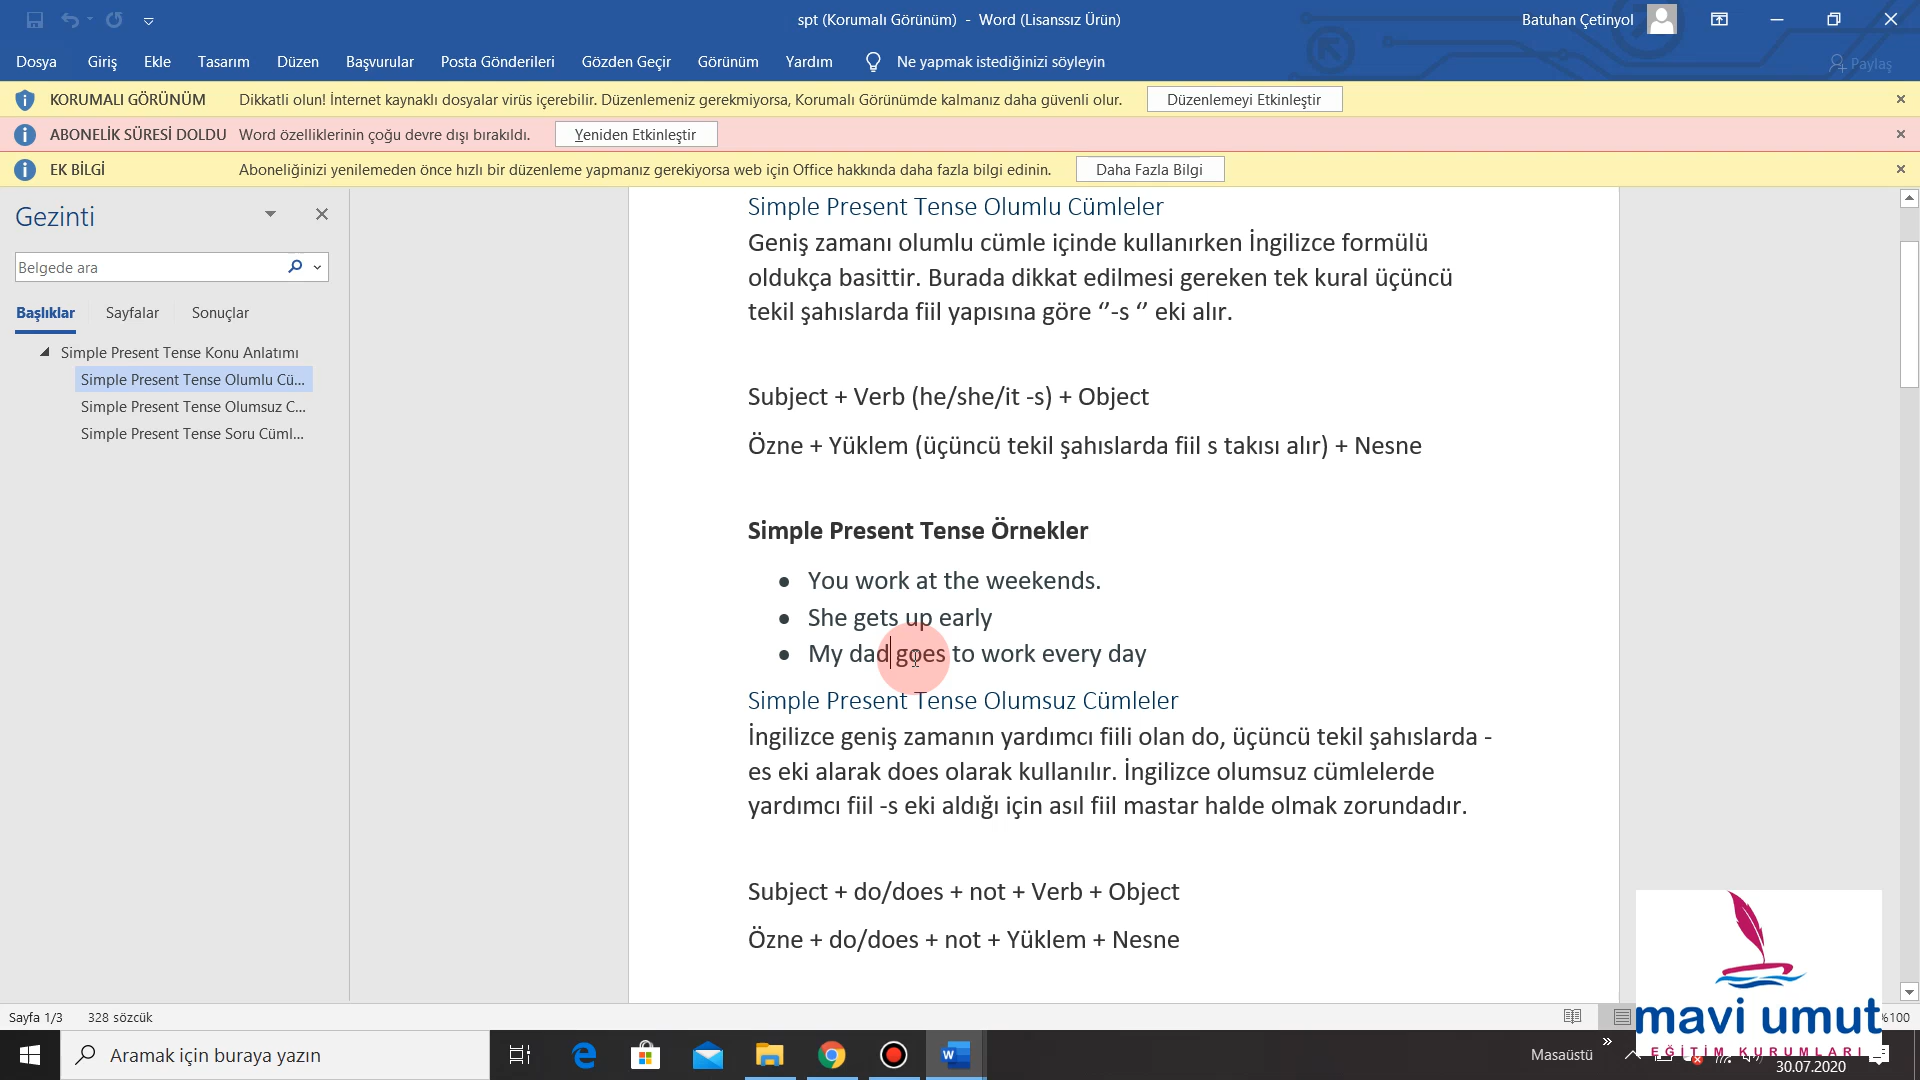 spt (Korumalı Görünüm)  -  Word (Lisanssız Ürün)
Batuhan Çetinyol
Dosya Giriş Ekle Tasarım Düzen Başvurular Posta Gönderileri Gözden Geçir Görünüm Yardım Ne yapmak istediğinizi söyleyin Paylaş
KORUMALI GÖRÜNÜM Dikkatli olun! İnternet kaynaklı dosyalar virüs içerebilir. Düzenlemeniz gerekmiyorsa, Korumalı Görünümde kalmanız daha güvenli olur. Düzenlemeyi Etkinleştir
ABONELİK SÜRESİ DOLDU Word özelliklerinin çoğu devre dışı bırakıldı. Yeniden Etkinleştir
EK BİLGİ Aboneliğinizi yenilemeden önce hızlı bir düzenleme yapmanız gerekiyorsa web için Office hakkında daha fazla bilgi edinin. Daha Fazla Bilgi
Gezinti
Belgede ara
Başlıklar Sayfalar Sonuçlar
Simple Present Tense Konu Anlatımı
Simple Present Tense Olumlu Cü...
Simple Present Tense Olumsuz C...
Simple Present Tense Soru Cüml...
Simple Present Tense Olumlu Cümleler
Geniş zamanı olumlu cümle içinde kullanırken İngilizce formülü
oldukça basittir. Burada dikkat edilmesi gereken tek kural üçüncü
tekil şahıslarda fiil yapısına göre ‘’-s ‘’ eki alır.
Subject + Verb (he/she/it -s) + Object
Özne + Yüklem (üçüncü tekil şahıslarda fiil s takısı alır) + Nesne
Simple Present Tense Örnekler
● You work at the weekends.
● She gets up early
● My dad goes to work every day
Simple Present Tense Olumsuz Cümleler
İngilizce geniş zamanın yardımcı fiili olan do, üçüncü tekil şahıslarda -
es eki alarak does olarak kullanılır. İngilizce olumsuz cümlelerde
yardımcı fiil -s eki aldığı için asıl fiil mastar halde olmak zorundadır.
Subject + do/does + not + Verb + Object
Özne + do/does + not + Yüklem + Nesne
mavi umut
EĞİTİM KURUMLARI
Sayfa 1/3 328 sözcük %100
Aramak için buraya yazın
Masaüstü
30.07.2020